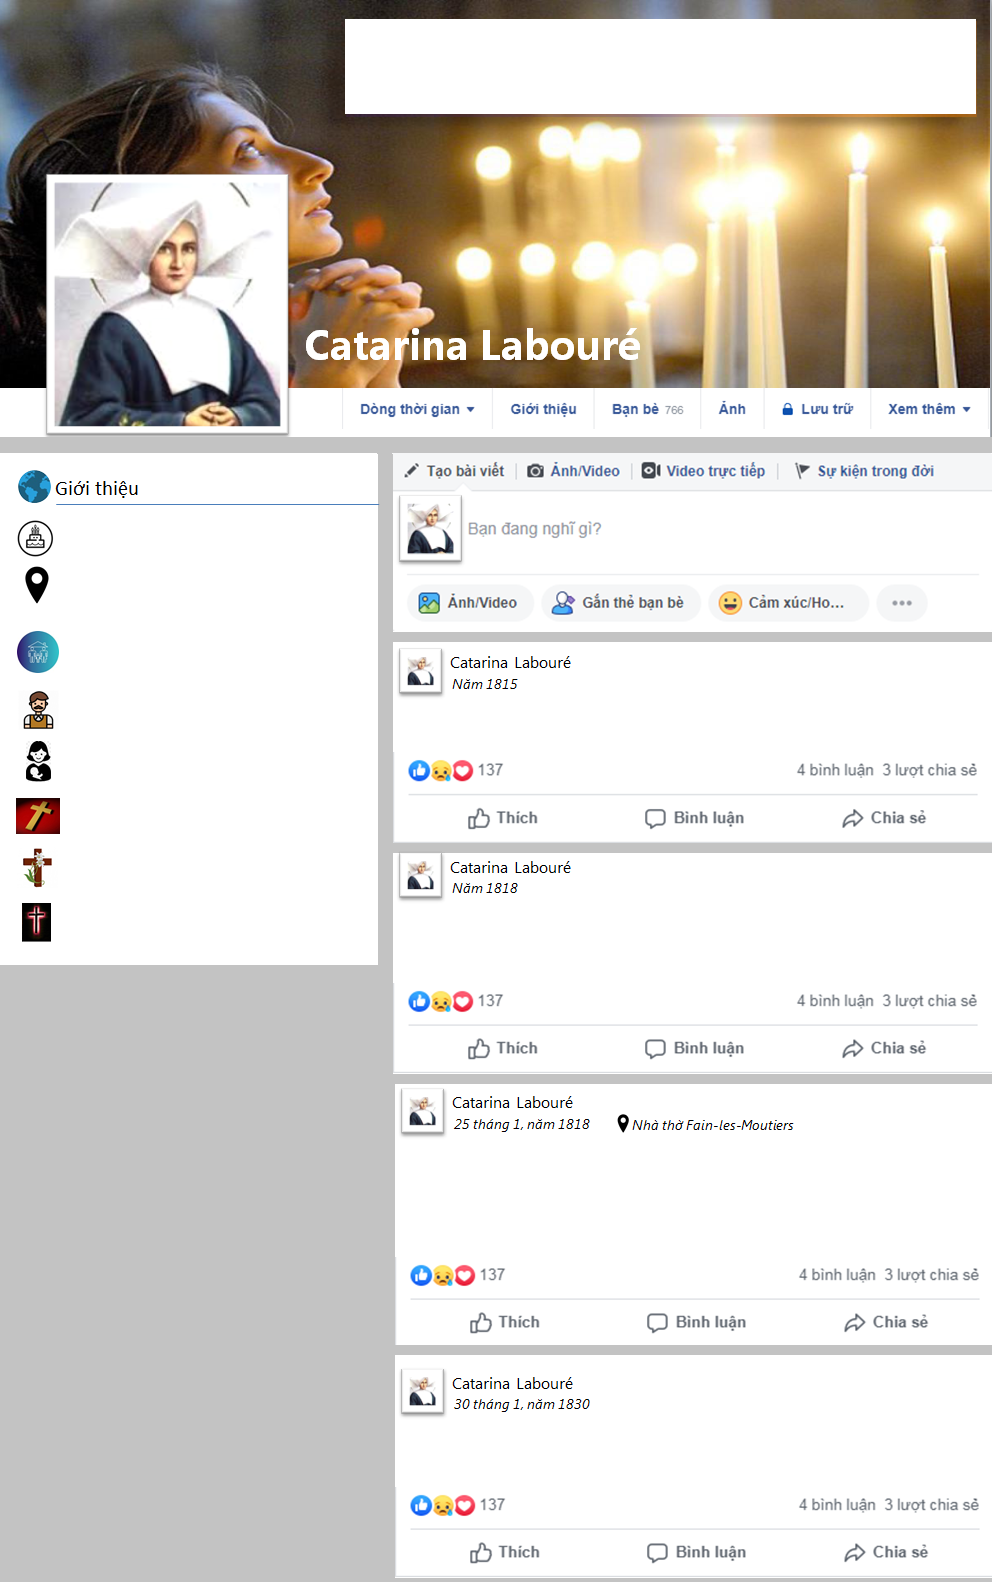 Catarina Labouré
Dòng thời gian Giới thiệu Bạn bè 766 Ảnh Lưu trữ Xem thêm
Giới thiệu
Tạo bài viết Ảnh/Video Video trực tiếp Sự kiện trong đời
Bạn đang nghĩ gì?
Ảnh/Video Gắn thẻ bạn bè Cảm xúc/Ho...
Catarina Labouré
Năm 1815
137 4 bình luận 3 lượt chia sẻ
Thích Bình luận Chia sẻ
Catarina Labouré
Năm 1818
137 4 bình luận 3 lượt chia sẻ
Thích Bình luận Chia sẻ
Catarina Labouré
25 tháng 1, năm 1818 Nhà thờ Fain-les-Moutiers
137 4 bình luận 3 lượt chia sẻ
Thích Bình luận Chia sẻ
Catarina Labouré
30 tháng 1, năm 1830
137 4 bình luận 3 lượt chia sẻ
Thích Bình luận Chia sẻ